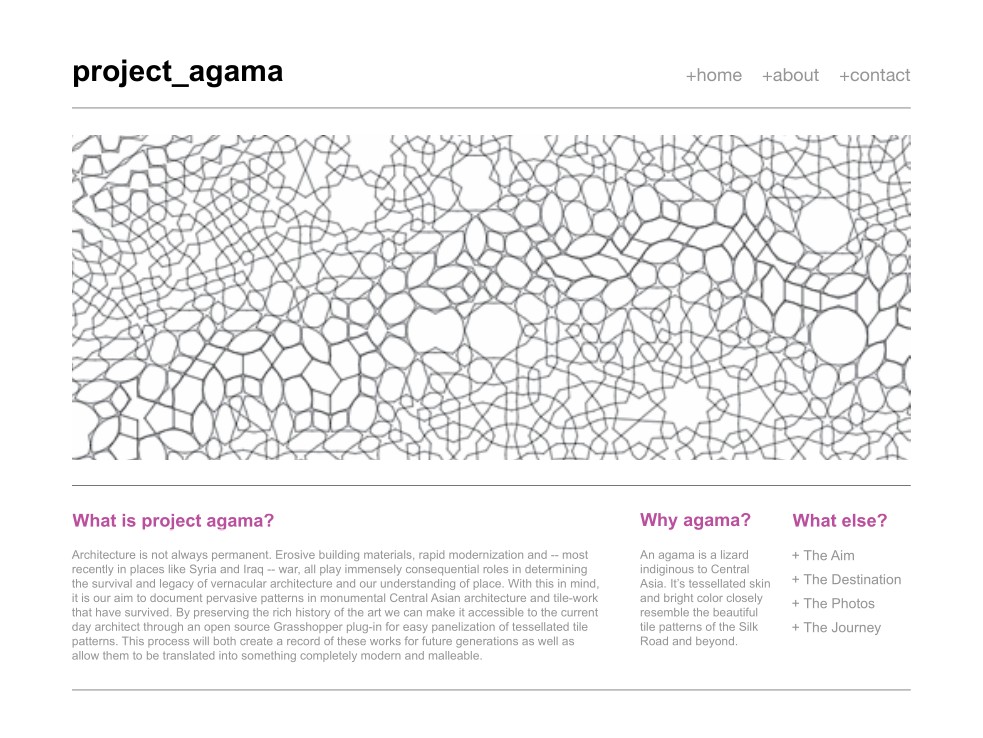 project_agama
+home +about +contact
What is project agama?
Architecture is not always permanent. Erosive building materials, rapid modernization and -- most
recently in places like Syria and Iraq -- war, all play immensely consequential roles in determining
the survival and legacy of vernacular architecture and our understanding of place. With this in mind,
it is our aim to document pervasive patterns in monumental Central Asian architecture and tile-work
that have survived. By preserving the rich history of the art we can make it accessible to the current
day architect through an open source Grasshopper plug-in for easy panelization of tessellated tile
patterns. This process will both create a record of these works for future generations as well as
allow them to be translated into something completely modern and malleable.
Why agama?
An agama is a lizard
indiginous to Central
Asia. It's tessellated skin
and bright color closely
resemble the beautiful
tile patterns of the Silk
Road and beyond.
What else?
+ The Aim
+ The Destination
+ The Photos
+ The Journey